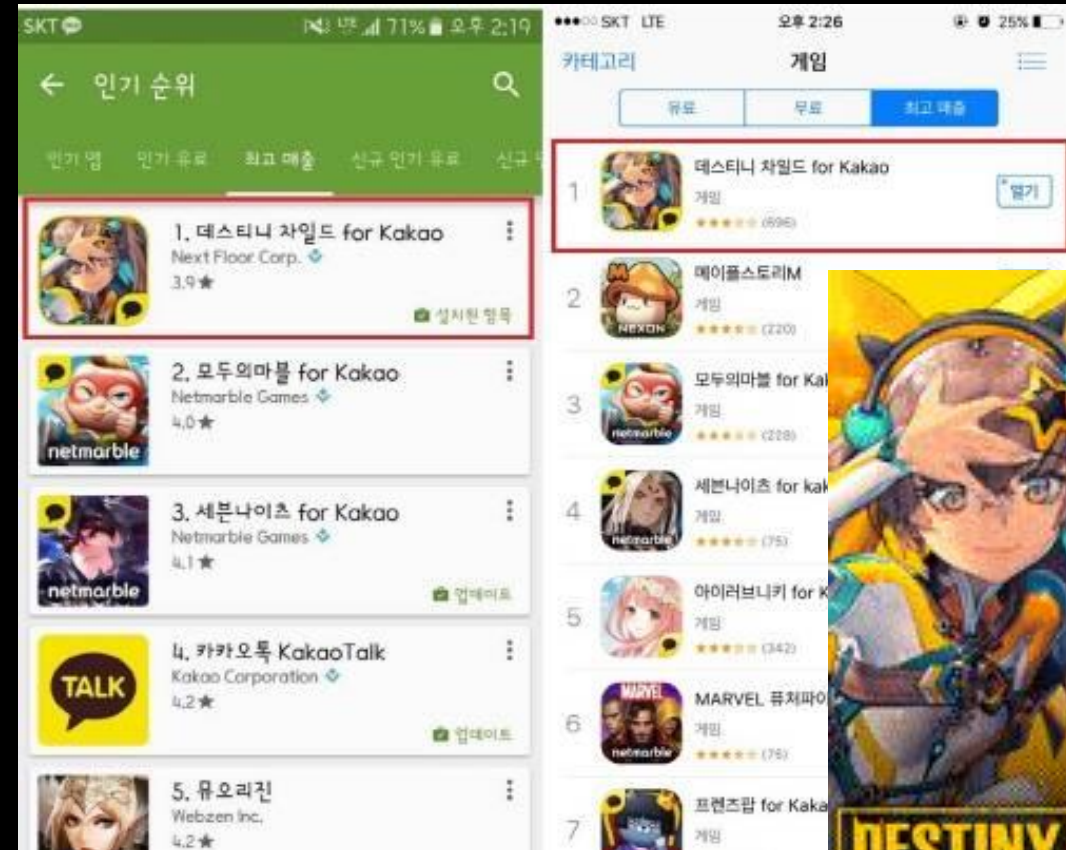 SKT 71% 오후 2:19
인기 순위
인기 앱 인기 유료 최고 매출 신규 인기 유료 신규
1. 데스티니 차일드 for Kakao
Next Floor Corp.
3.9★
설치된 항목
2. 모두의마블 for Kakao
Netmarble Games
4.0★
netmarble
3. 세븐나이츠 for Kakao
Netmarble Games
4.1★
netmarble
업데이트
4. 카카오톡 KakaoTalk
Kakao Corporation
4.2★
TALK
업데이트
5. 뮤오리진
Webzen Inc.
4.2★
SKT LTE 오후 2:26 25%
카테고리 게임
유료 무료 최고 매출
1 데스티니 차일드 for Kakao
게임
★★★☆☆ (696)
열기
2 메이플스토리M
게임
(220)
NEXON
3 모두의마블 for Ka
게임
(228)
netmarble
4 세븐나이츠 for kak
게임
(75)
netmarble
5 아이러브니키 for K
게임
(342)
6 MARVEL 퓨처파이
게임
(76)
MARVEL
netmarble
7 프렌즈팝 for Kaka
게임
DESTINY